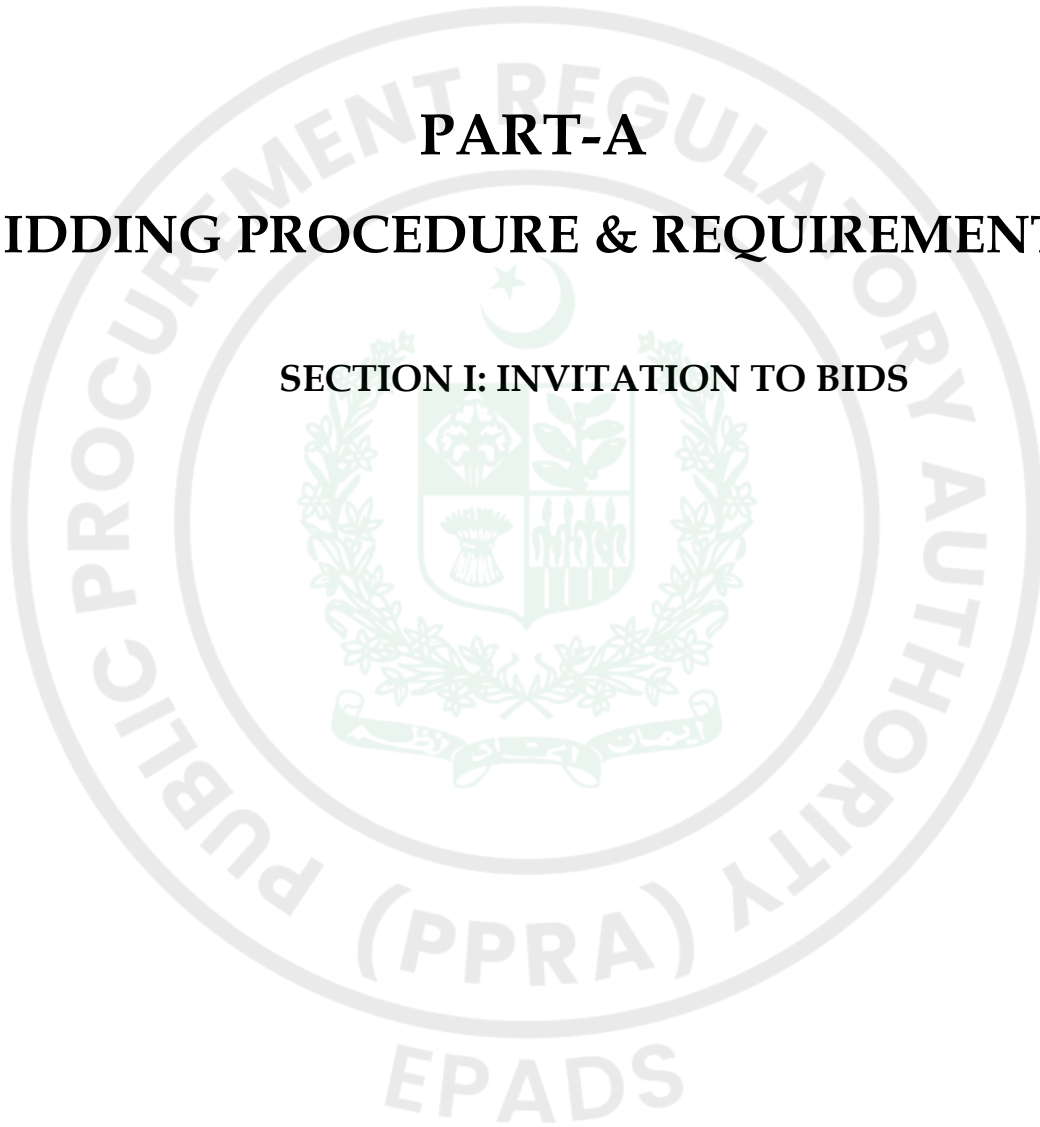 PART-A
IDDING PROCEDURE & REQUIREMENT
SECTION I: INVITATION TO BIDS
PUBLIC PROCUREMENT REGULATORY AUTHORITY
(PPRA)
EPADS